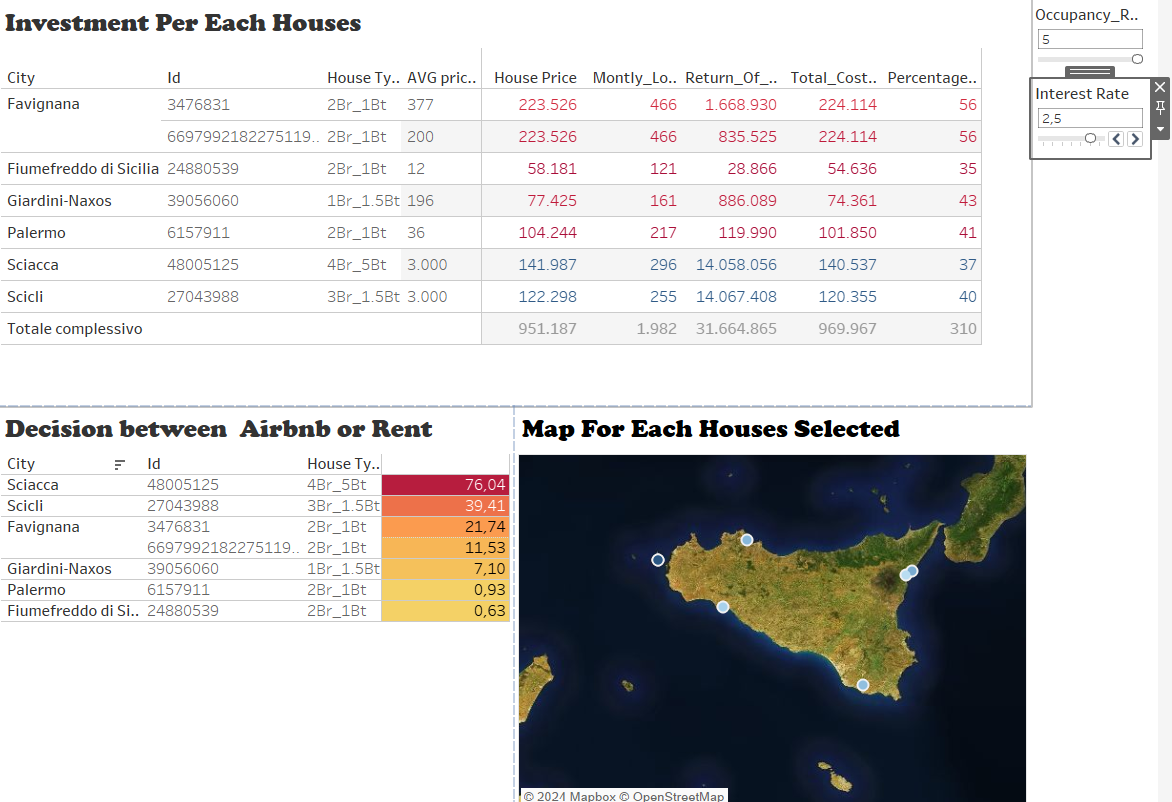 Investment Per Each Houses
Occupancy_R..
5
City Id House Ty.. AVG pric.. House Price Montly_Lo.. Return_Of_.. Total_Cost.. Percentage..
Interest Rate
2,5
Favignana 3476831 2Br_1Bt 377 223.526 466 1.668.930 224.114 56
6697992182275119.. 2Br_1Bt 200 223.526 466 835.525 224.114 56
Fiumefreddo di Sicilia 24880539 2Br_1Bt 12 58.181 121 28.866 54.636 35
Giardini-Naxos 39056060 1Br_1.5Bt 196 77.425 161 886.089 74.361 43
Palermo 6157911 2Br_1Bt 36 104.244 217 119.990 101.850 41
Sciacca 48005125 4Br_5Bt 3.000 141.987 296 14.058.056 140.537 37
Scicli 27043988 3Br_1.5Bt 3.000 122.298 255 14.067.408 120.355 40
Totale complessivo 951.187 1.982 31.664.865 969.967 310
Decision between Airbnb or Rent
City Id House Ty..
Sciacca 48005125 4Br_5Bt 76,04
Scicli 27043988 3Br_1.5Bt 39,41
Favignana 3476831 2Br_1Bt 21,74
6697992182275119.. 2Br_1Bt 11,53
Giardini-Naxos 39056060 1Br_1.5Bt 7,10
Palermo 6157911 2Br_1Bt 0,93
Fiumefreddo di Si.. 24880539 2Br_1Bt 0,63
Map For Each Houses Selected
© 2024 Mapbox © OpenStreetMap